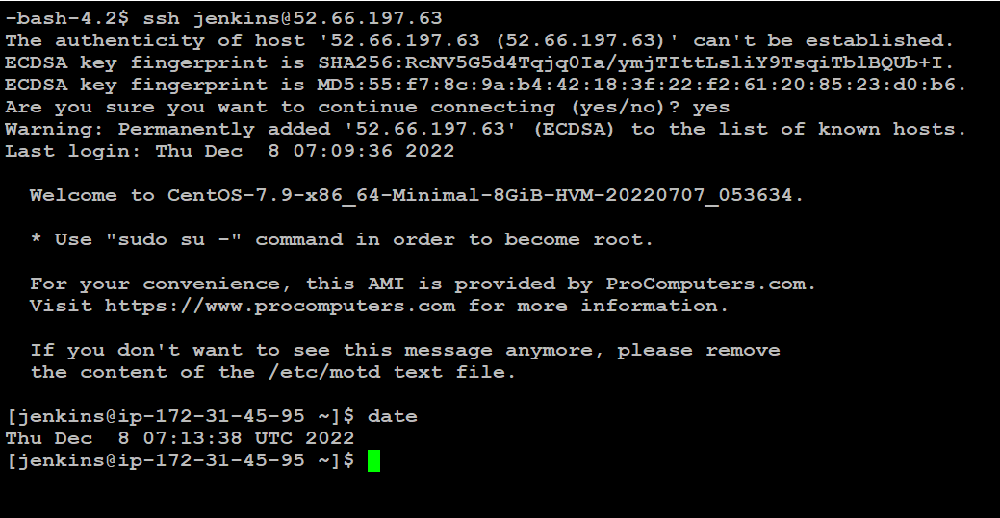 -bash-4.2$ ssh jenkins@52.66.197.63
The authenticity of host '52.66.197.63 (52.66.197.63)' can't be established.
ECDSA key fingerprint is SHA256:RcNV5G5d4Tqjq0Ia/ymjTIttLsliY9TsqiTblBQUb+I.
ECDSA key fingerprint is MD5:55:f7:8c:9a:b4:42:18:3f:22:f2:61:20:85:23:d0:b6.
Are you sure you want to continue connecting (yes/no)? yes
Warning: Permanently added '52.66.197.63' (ECDSA) to the list of known hosts.
Last login: Thu Dec  8 07:09:36 2022
Welcome to CentOS-7.9-x86_64-Minimal-8GiB-HVM-20220707_053634.
* Use "sudo su -" command in order to become root.
For your convenience, this AMI is provided by ProComputers.com.
Visit https://www.procomputers.com for more information.
If you don't want to see this message anymore, please remove
the content of the /etc/motd text file.
[jenkins@ip-172-31-45-95 ~]$ date
Thu Dec  8 07:13:38 UTC 2022
[jenkins@ip-172-31-45-95 ~]$